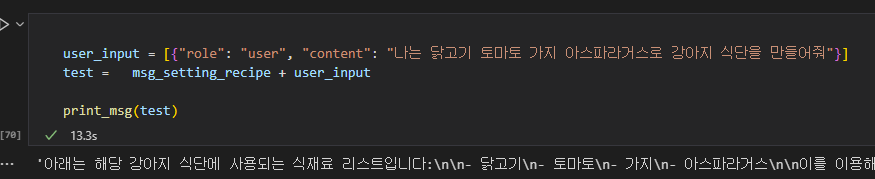 user_input = [{"role": "user", "content": "나는 닭고기 토마토 가지 아스파라거스로 강아지 식단을 만들어줘"}]
test =   msg_setting_recipe + user_input
print_msg(test)
[70]
13.3s
... '아래는 해당 강아지 식단에 사용되는 식재료 리스트입니다:\n\n- 닭고기\n- 토마토\n- 가지\n- 아스파라거스\n\n이를 이용해